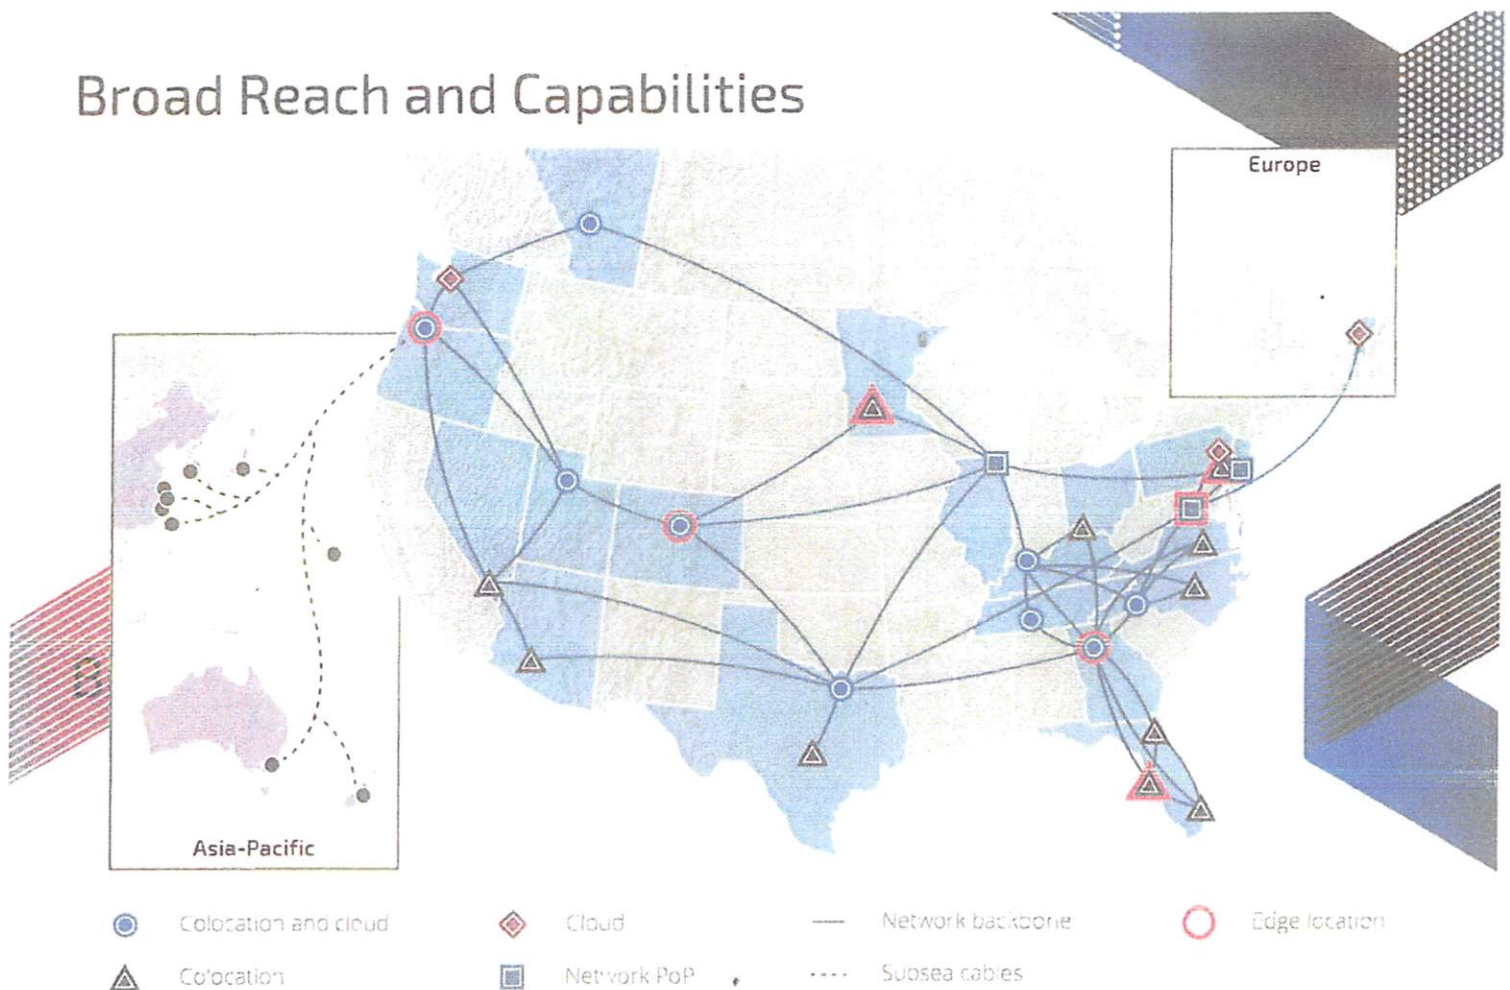 Broad Reach and Capabilities
Europe
Asia-Pacific
Colocation and cloud
Cloud
Network backbone
Edge location
Colocation
Network PoP
Subsea cables